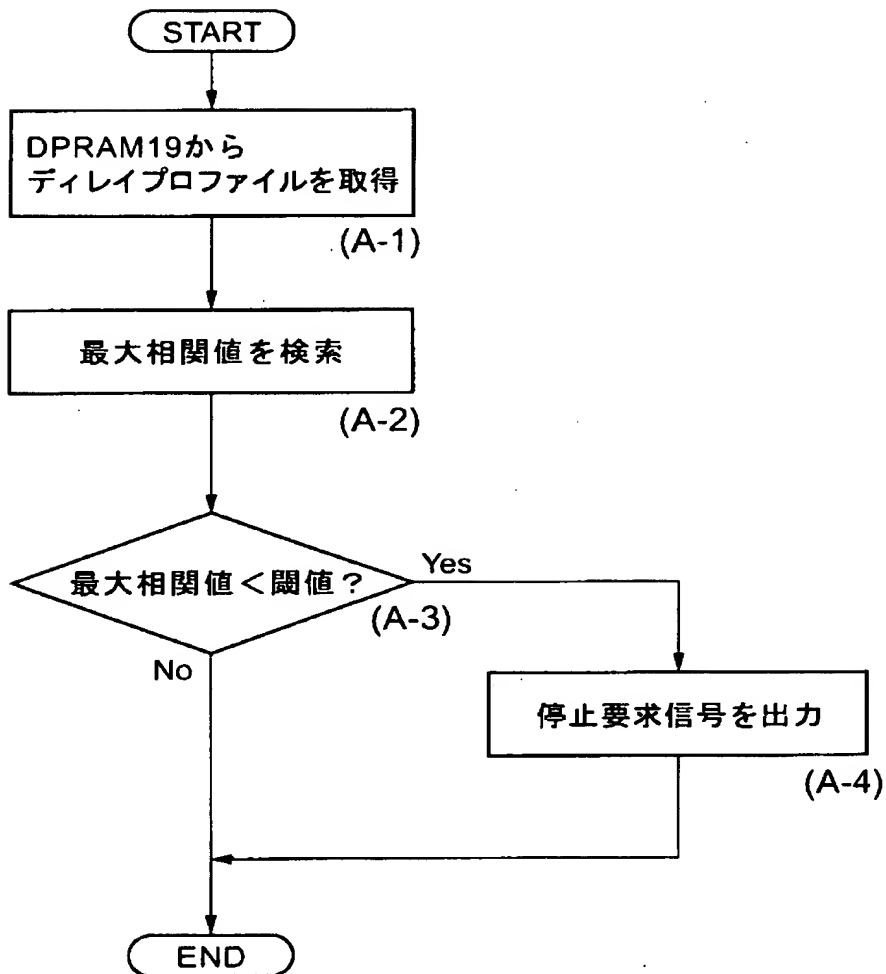 START
DPRAM19から
ディレイプロファイルを取得
(A-1)
最大相関値を検索
(A-2)
最大相関値＜閾値？
Yes
(A-3)
No
停止要求信号を出力
(A-4)
END